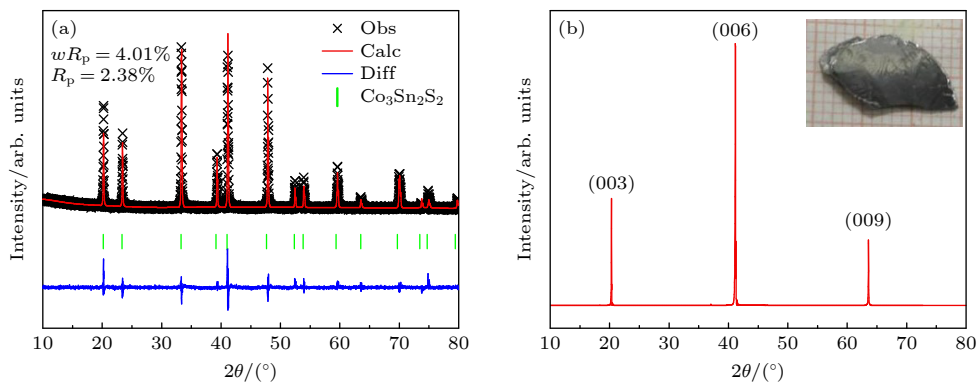 (a)
wRp = 4.01%
Rp = 2.38%
Obs
Calc
Diff
Co₃Sn₂S₂
Intensity/arb. units
10 20 30 40 50 60 70 80
2θ/(°)
(b)
(006)
(003)
(009)
Intensity/arb. units
10 20 30 40 50 60 70 80
2θ/(°)